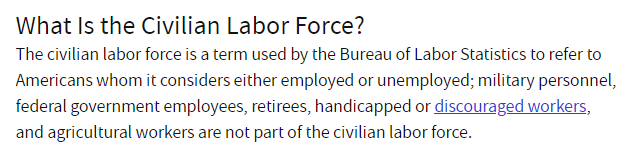 What Is the Civilian Labor Force?
The civilian labor force is a term used by the Bureau of Labor Statistics to refer to
Americans whom it considers either employed or unemployed; military personnel,
federal government employees, retirees, handicapped or discouraged workers,
and agricultural workers are not part of the civilian labor force.